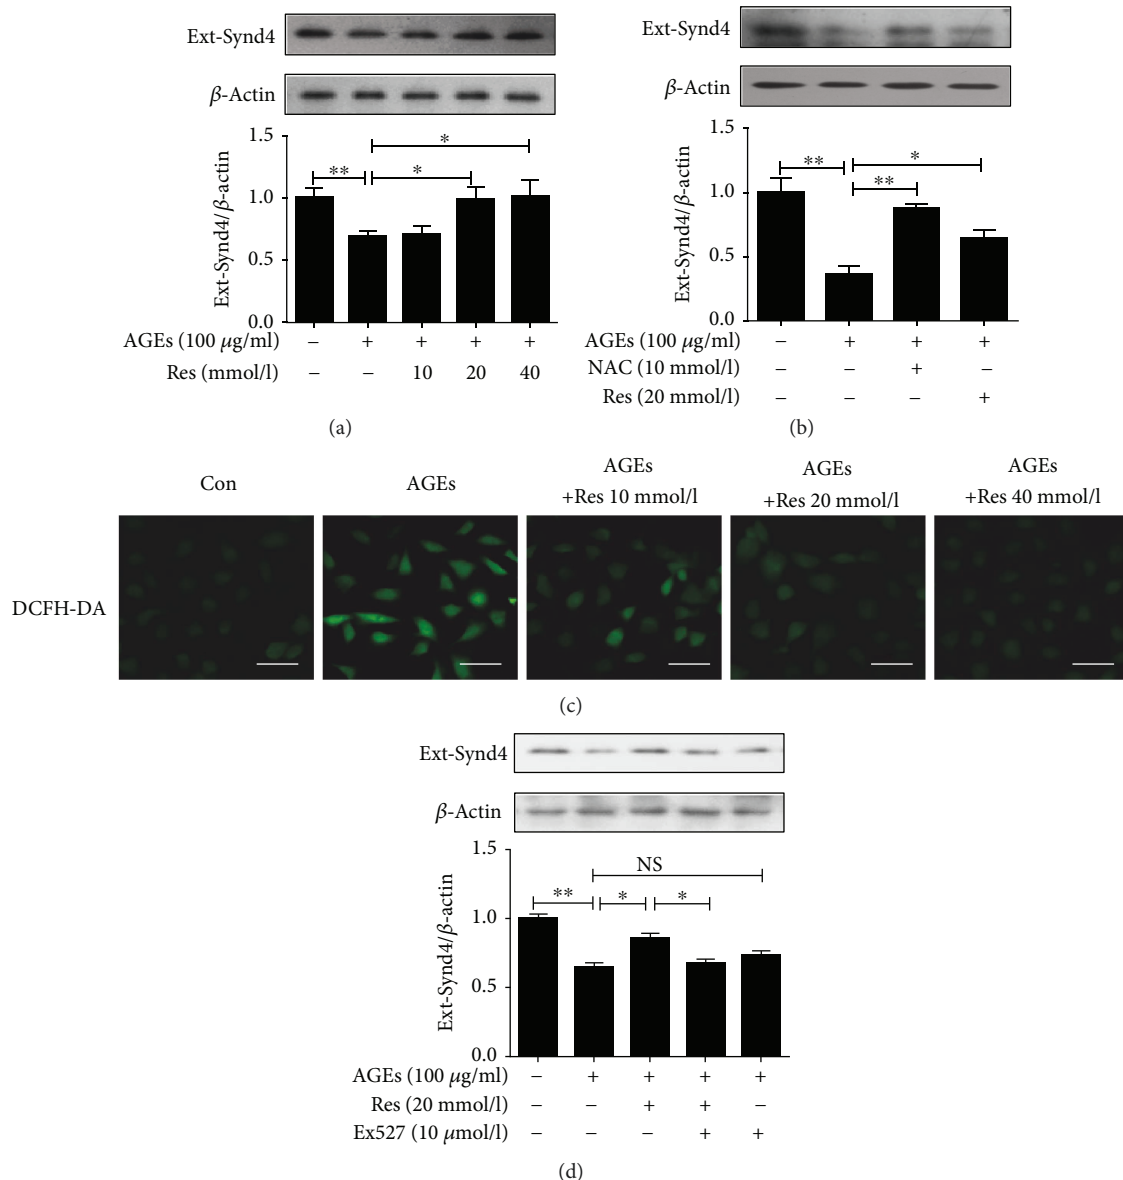 Ext-Synd4
β-Actin
Ext-Synd4/β-actin
1.5
1.0
0.5
0.0
** * *
AGEs (100 μg/ml) – + + + +
Res (mmol/l) – – 10 20 40
(a)
Ext-Synd4
β-Actin
Ext-Synd4/β-actin
1.5
1.0
0.5
0.0
** ** *
AGEs (100 μg/ml) – + + +
NAC (10 mmol/l) – – + –
Res (20 mmol/l) – – – +
(b)
Con
AGEs
AGEs
+Res 10 mmol/l
AGEs
+Res 20 mmol/l
AGEs
+Res 40 mmol/l
DCFH-DA
(c)
Ext-Synd4
β-Actin
Ext-Synd4/β-actin
1.5
1.0
0.5
0.0
NS
** * *
AGEs (100 μg/ml) – + + + +
Res (20 mmol/l) – – + + –
Ex527 (10 μmol/l) – – – + +
(d)